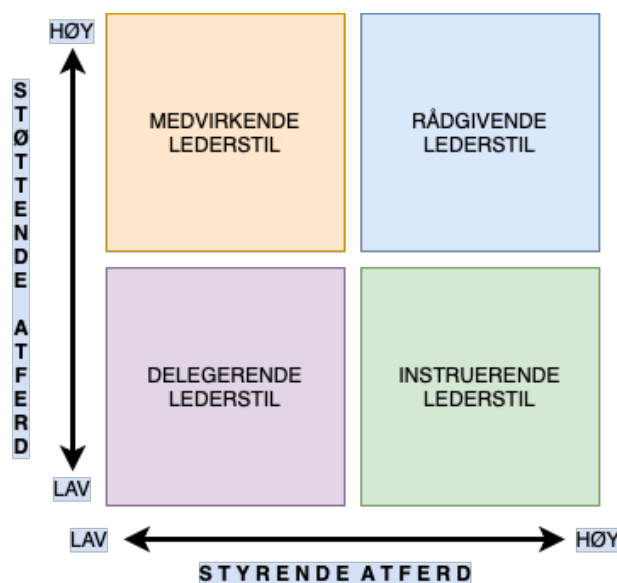 HØY
STØTTENDE ATFERD
MEDVIRKENDE
LEDERSTIL
RÅDGIVENDE
LEDERSTIL
DELEGERENDE
LEDERSTIL
INSTRUERENDE
LEDERSTIL
LAV
LAV
HØY
STYRENDE ATFERD